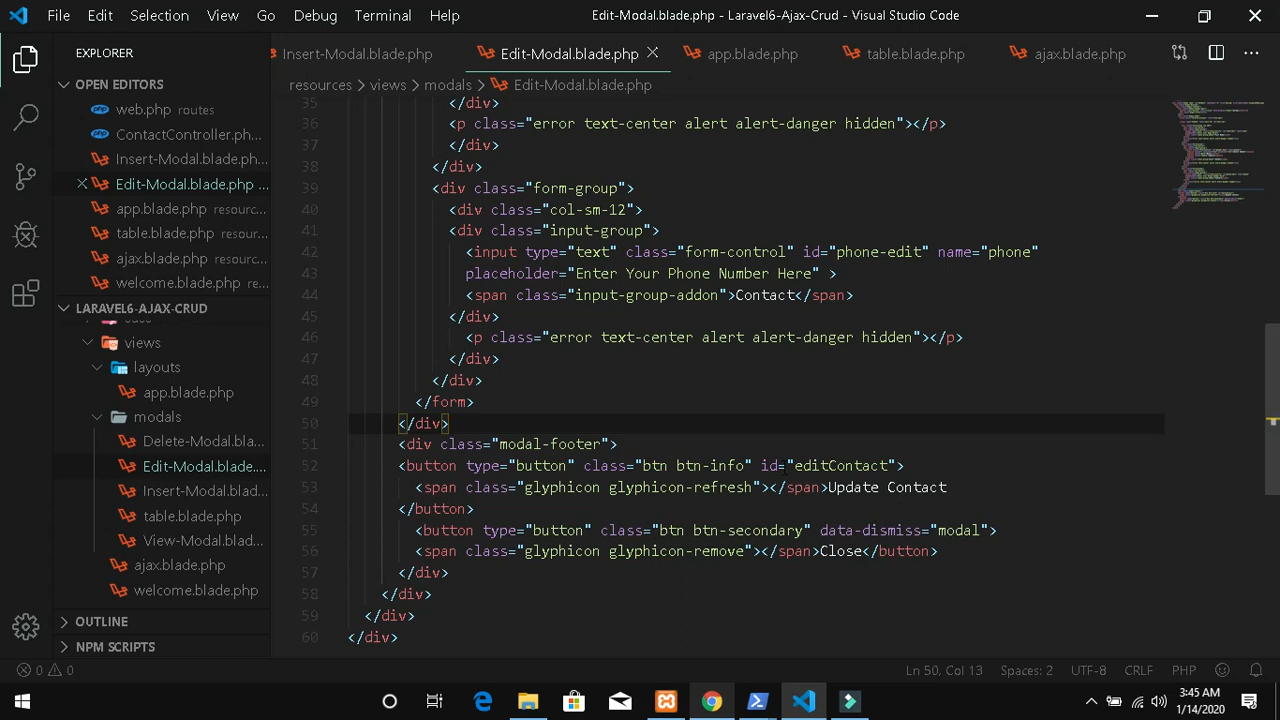 File Edit Selection View Go Debug Terminal Help
Edit-Modal.blade.php - Laravel6-Ajax-Crud - Visual Studio Code
EXPLORER
OPEN EDITORS
web.php routes
ContactController.ph...
Insert-Modal.blade.php
Edit-Modal.blade.php ...
app.blade.php resourc...
table.blade.php resour...
ajax.blade.php resourc...
welcome.blade.php re...
LARAVEL6-AJAX-CRUD
views
layouts
app.blade.php
modals
Delete-Modal.bla...
Edit-Modal.blade....
Insert-Modal.blad...
table.blade.php
View-Modal.blad...
ajax.blade.php
welcome.blade.php
OUTLINE
NPM SCRIPTS
Insert-Modal.blade.php
Edit-Modal.blade.php
app.blade.php
table.blade.php
ajax.blade.php
resources > views > modals > Edit-Modal.blade.php
35 </div>
36 <p class="error text-center alert alert-danger hidden"></p>
37 </div>
38 </div>
39 <div class="form-group">
40 <div class="col-sm-12">
41 <div class="input-group">
42 <input type="text" class="form-control" id="phone-edit" name="phone"
43 placeholder="Enter Your Phone Number Here" >
44 <span class="input-group-addon">Contact</span>
45 </div>
46 <p class="error text-center alert alert-danger hidden"></p>
47 </div>
48 </div>
49 </form>
50 </div>
51 <div class="modal-footer">
52 <button type="button" class="btn btn-info" id="editContact">
53 <span class="glyphicon glyphicon-refresh"></span>Update Contact
54 </button>
55 <button type="button" class="btn btn-secondary" data-dismiss="modal">
56 <span class="glyphicon glyphicon-remove"></span>Close</button>
57 </div>
58 </div>
59 </div>
60 </div>
0 0
Ln 50, Col 13
Spaces: 2
UTF-8
CRLF
PHP
3:45 AM
1/14/2020